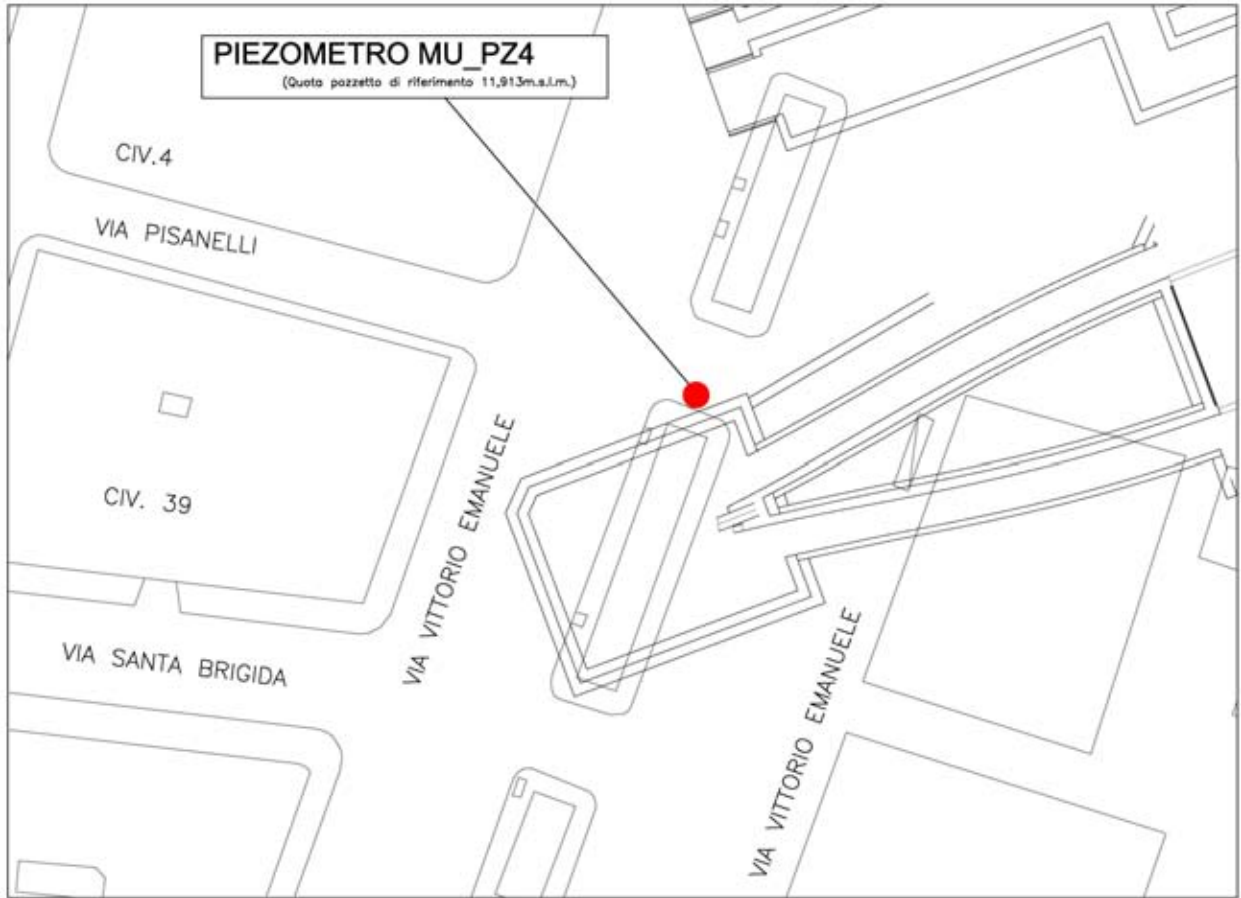 PIEZOMETRO MU_PZ4
(Quota pozzetto di riferimento 11,913m.s.l.m.)
CIV.4
VIA PISANELLI
CIV. 39
VIA VITTORIO EMANUELE
VIA SANTA BRIGIDA
VIA VITTORIO EMANUELE